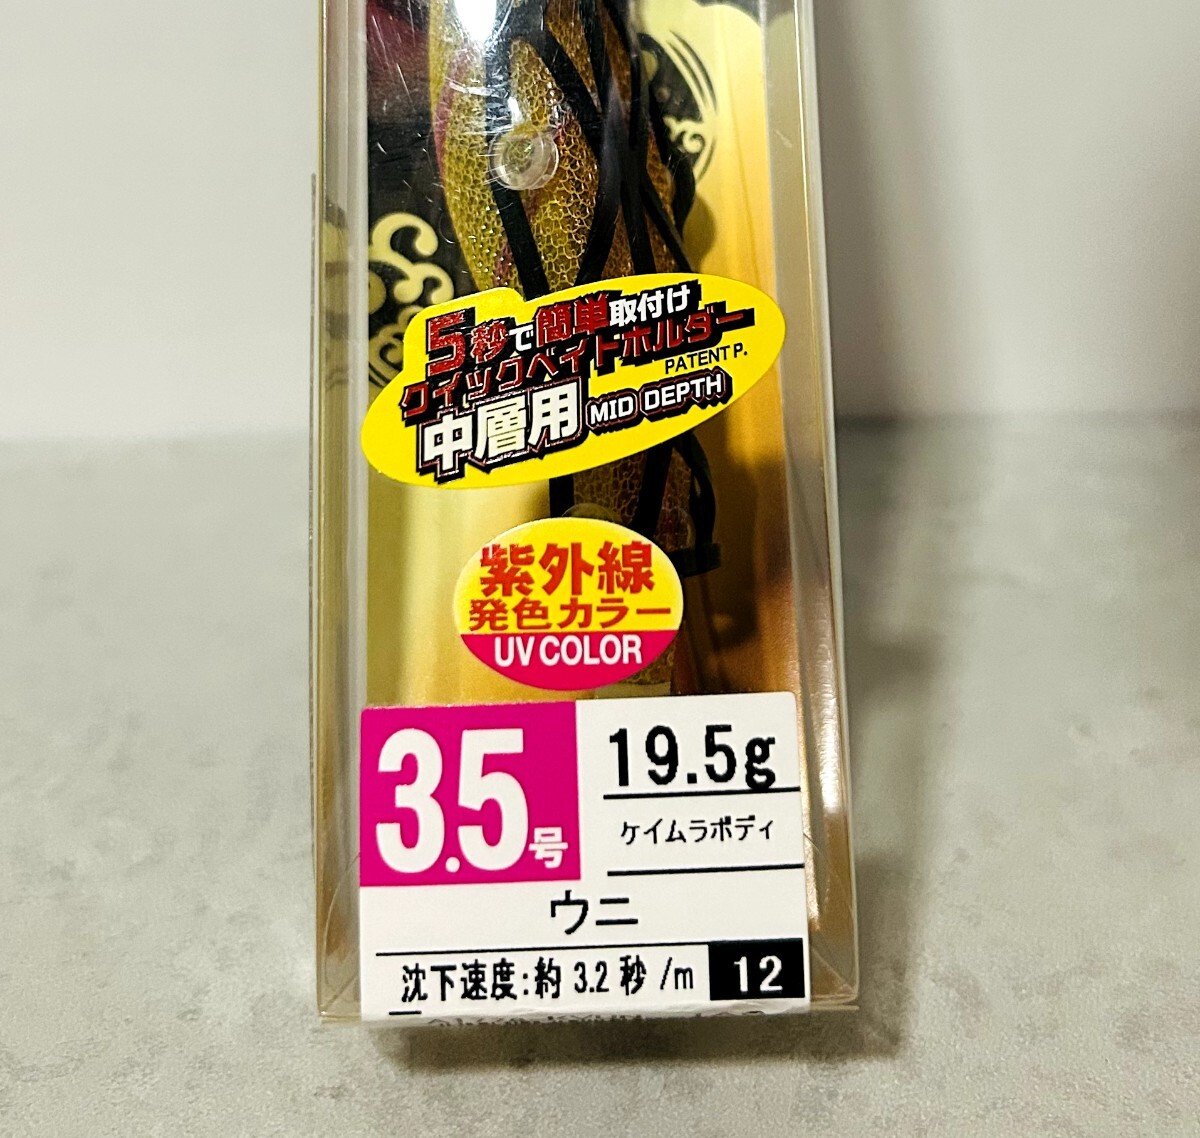 5秒で簡単取付け
クイックベイトホルダー
PATENT P.
中層用 MID DEPTH
紫外線
発色カラー
UV COLOR
3.5号
19.5g
ケイムラボディ
ウニ
沈下速度:約 3.2 秒 /m
12